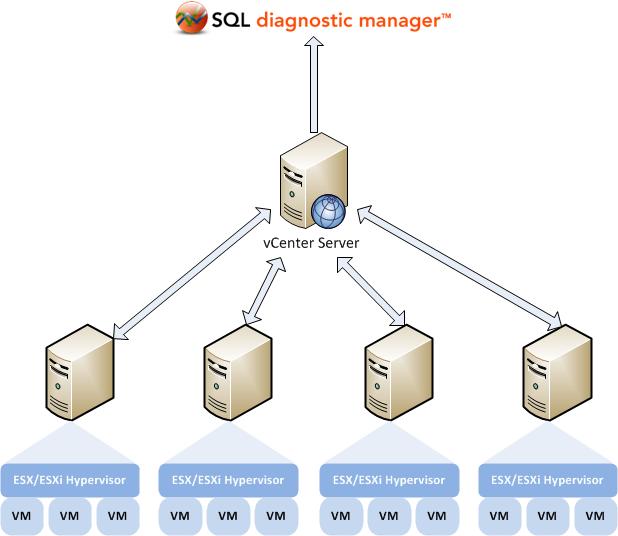 SQL diagnostic manager™
vCenter Server
ESX/ESXi Hypervisor ESX/ESXi Hypervisor ESX/ESXi Hypervisor ESX/ESXi Hypervisor
VM VM VM VM VM VM VM VM VM VM VM VM